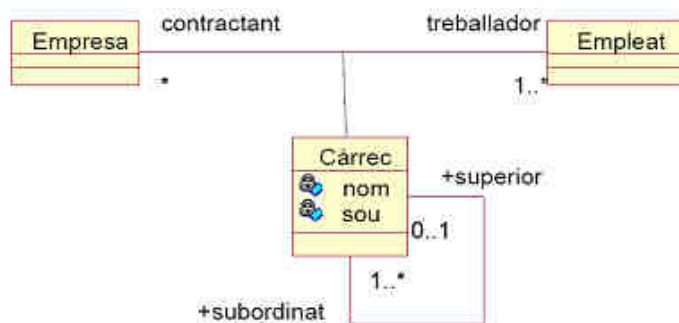 contractant
treballador
Empresa
Empleat
*
1..*
Càrrec
nom
+superior
sou
0..1
1..*
+subordinat